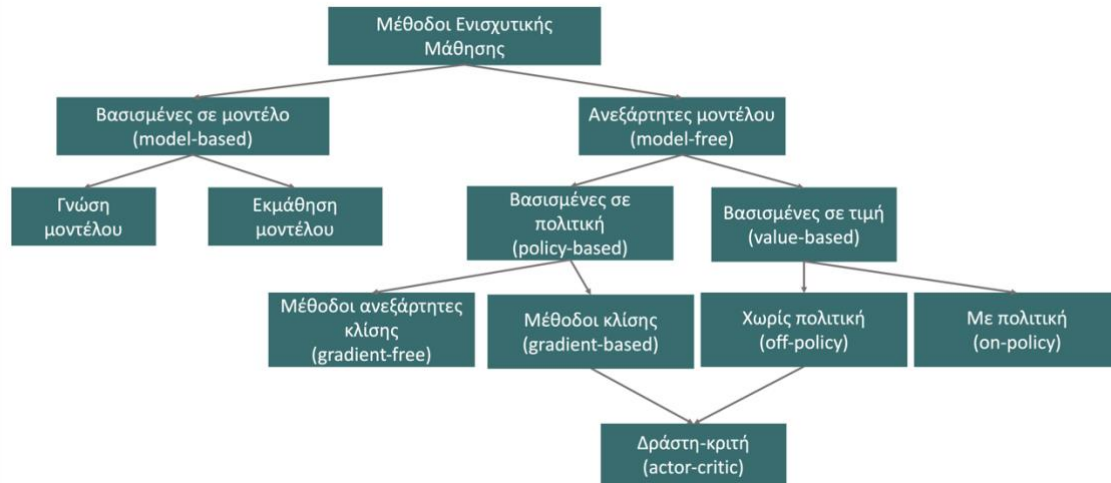 Μέθοδοι Ενισχυτικής
Μάθησης
Βασισμένες σε μοντέλο
(model-based)
Ανεξάρτητες μοντέλου
(model-free)
Γνώση
μοντέλου
Εκμάθηση
μοντέλου
Βασισμένες σε
πολιτική
(policy-based)
Βασισμένες σε τιμή
(value-based)
Μέθοδοι ανεξάρτητες
κλίσης
(gradient-free)
Μέθοδοι κλίσης
(gradient-based)
Χωρίς πολιτική
(off-policy)
Με πολιτική
(on-policy)
Δράστη-κριτή
(actor-critic)